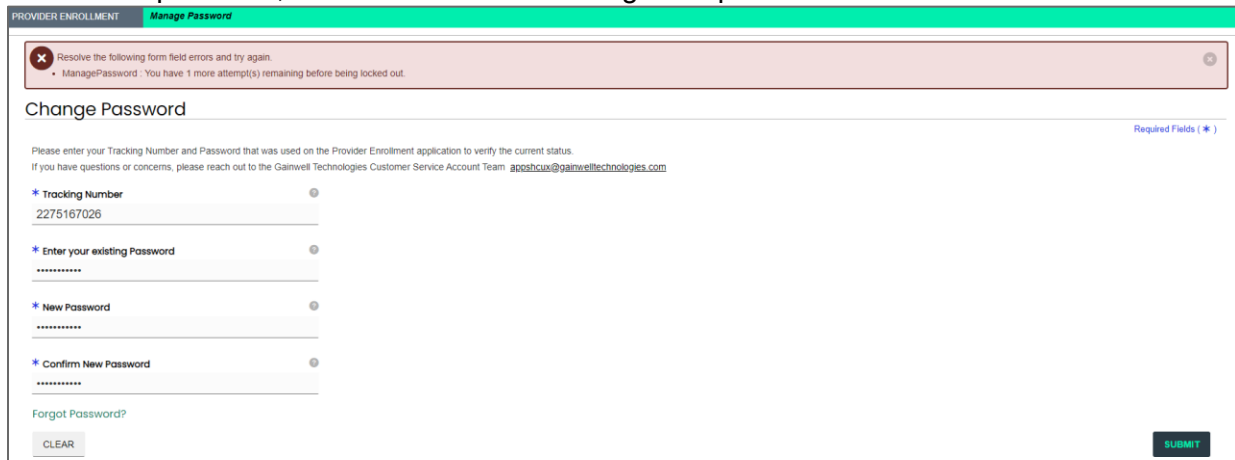 PROVIDER ENROLLMENT Manage Password
Resolve the following form field errors and try again.
• ManagePassword : You have 1 more attempt(s) remaining before being locked out.
Change Password
Required Fields ( * )
Please enter your Tracking Number and Password that was used on the Provider Enrollment application to verify the current status.
If you have questions or concerns, please reach out to the Gainwell Technologies Customer Service Account Team appshcux@gainwelltechnologies.com
* Tracking Number
2275167026
* Enter your existing Password
•••••••••••
* New Password
•••••••••••
* Confirm New Password
•••••••••••
Forgot Password?
CLEAR SUBMIT